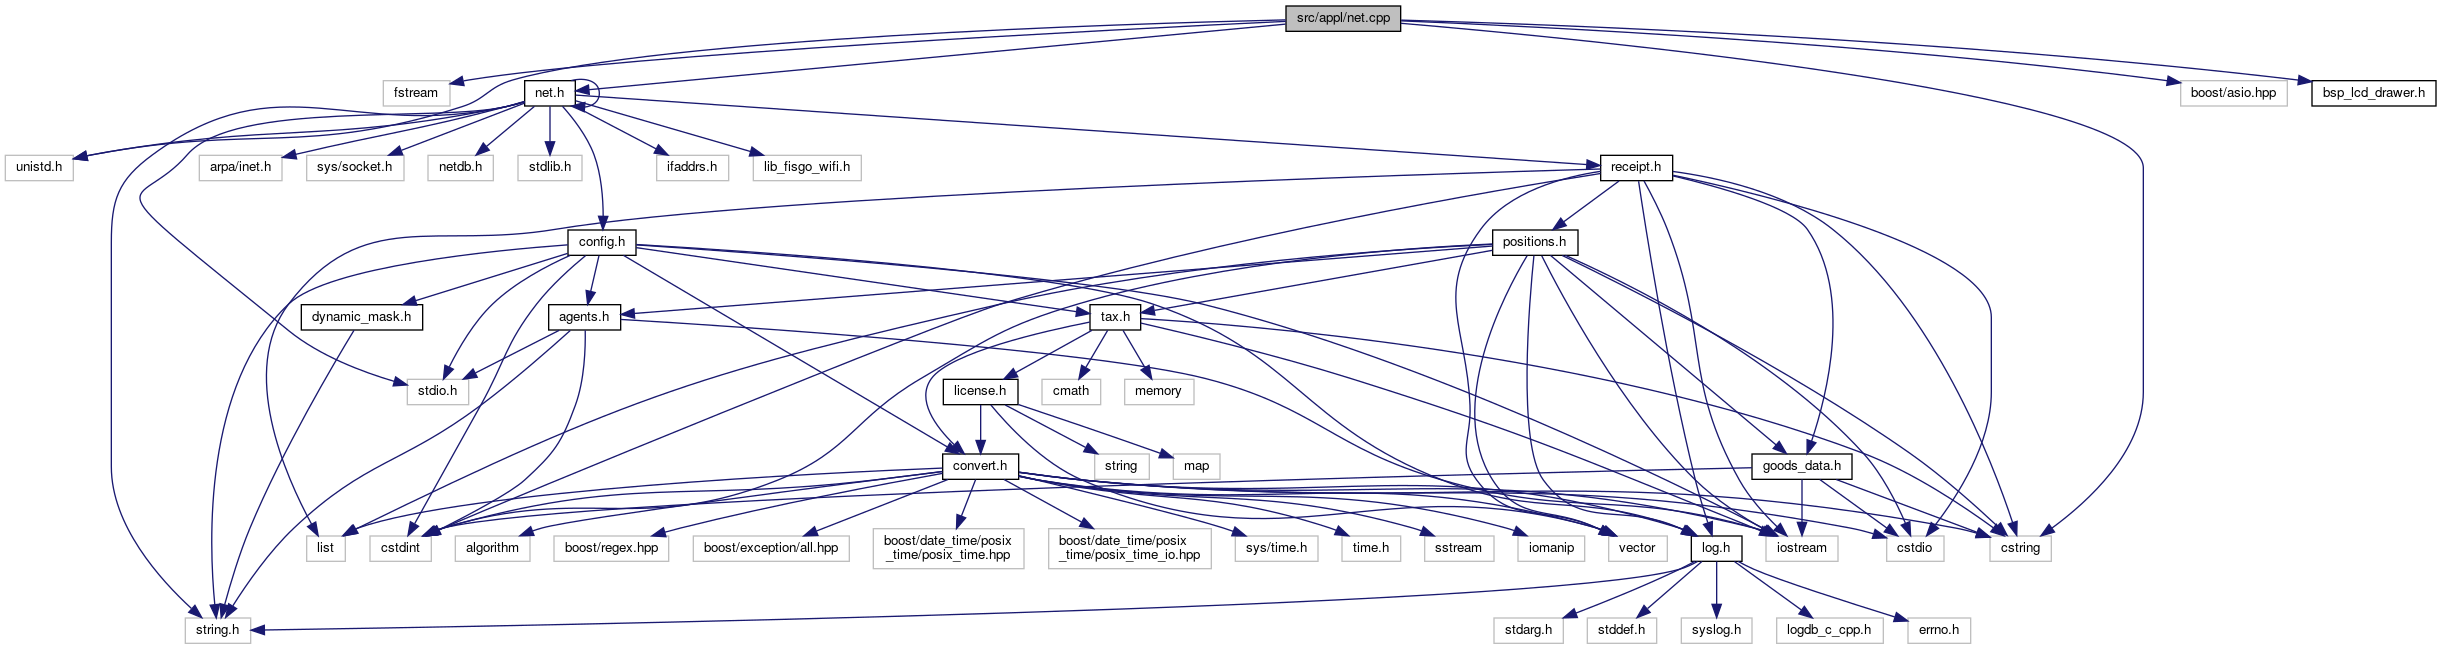 src/appl/net.cpp
fstream
net.h
boost/asio.hpp
bsp_lcd_drawer.h
unistd.h
arpa/inet.h
sys/socket.h
netdb.h
stdlib.h
ifaddrs.h
lib_fisgo_wifi.h
receipt.h
config.h
positions.h
dynamic_mask.h
agents.h
tax.h
stdio.h
license.h
cmath
memory
convert.h
string
map
goods_data.h
list
cstdint
algorithm
boost/regex.hpp
boost/exception/all.hpp
boost/date_time/posix
_time/posix_time.hpp
boost/date_time/posix
_time/posix_time_io.hpp
sys/time.h
time.h
sstream
iomanip
vector
log.h
iostream
cstdio
cstring
string.h
stdarg.h
stddef.h
syslog.h
logdb_c_cpp.h
errno.h